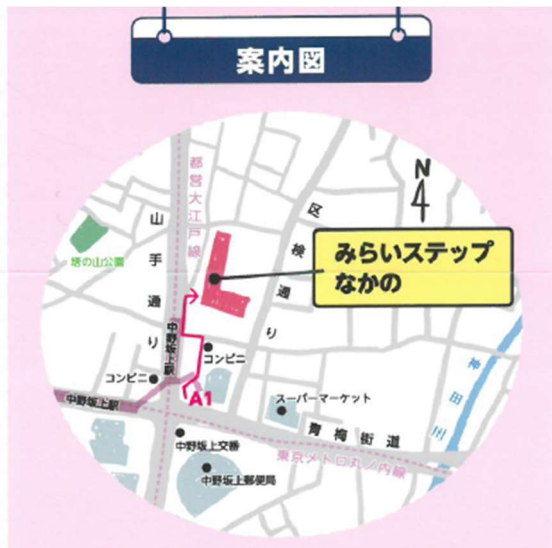 案内図
N
都営大江戸線
区検通り
山手通り
塔の山公園
みらいステップ
なかの
中野坂上駅
コンビニ
コンビニ
A1
中野坂上駅
スーパーマーケット
神田川
青梅街道
中野坂上交番
東京メトロ丸ノ内線
中野坂上郵便局